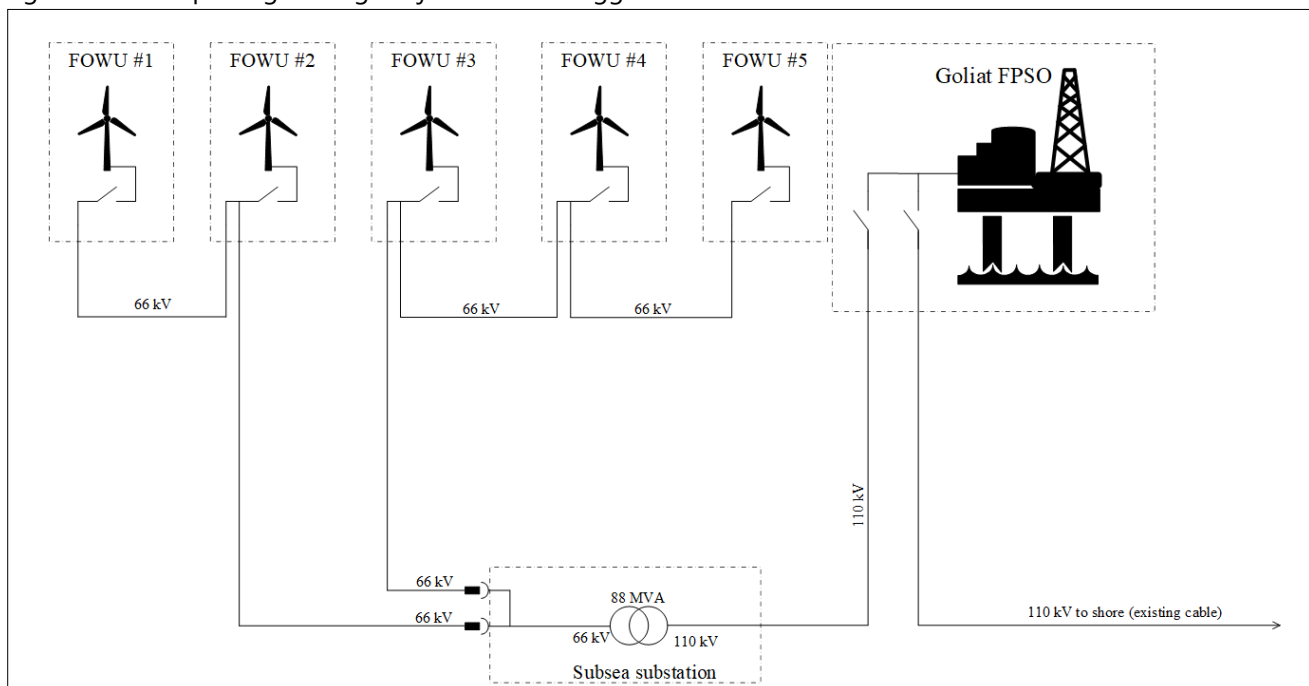 FOWU #1
FOWU #2
FOWU #3
FOWU #4
FOWU #5
Goliat FPSO
66 kV
66 kV
66 kV
110 kV
66 kV
66 kV
88 MVA
66 kV
110 kV
Subsea substation
110 kV to shore (existing cable)